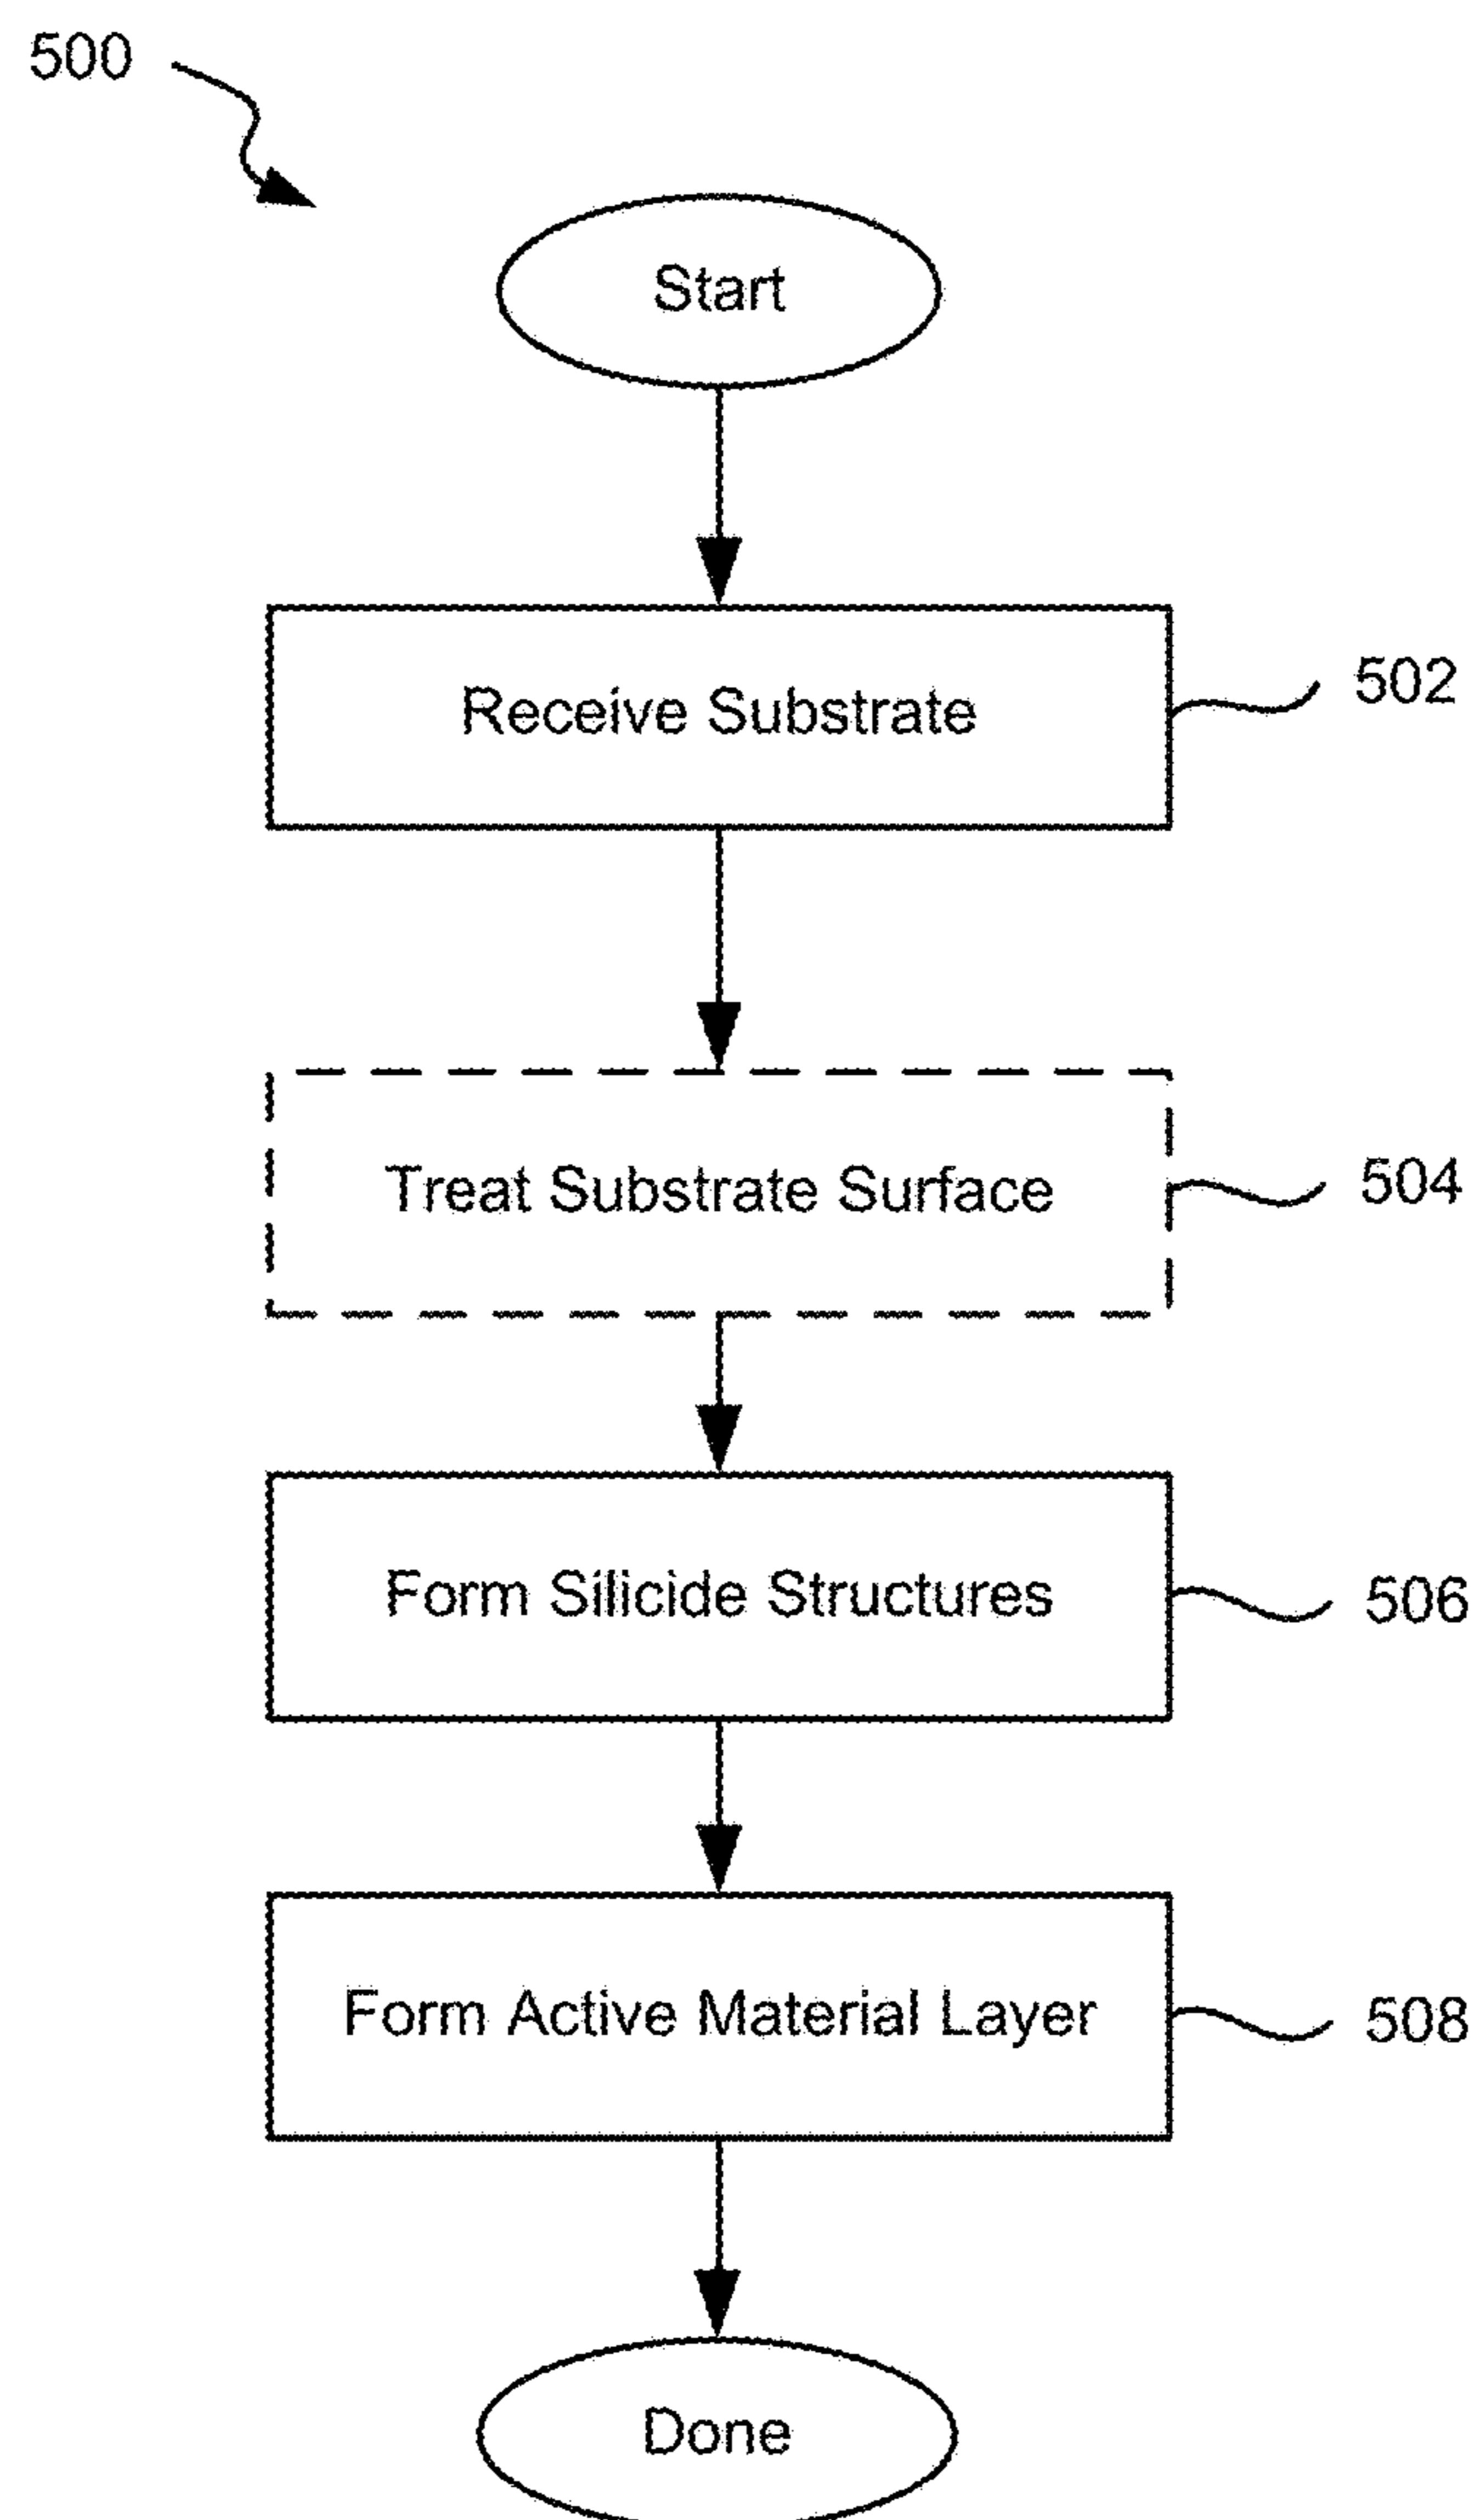 500
Start
Receive Substrate
502
Treat Substrate Surface
504
Form Silicide Structures
506
Form Active Material Layer
508
Done